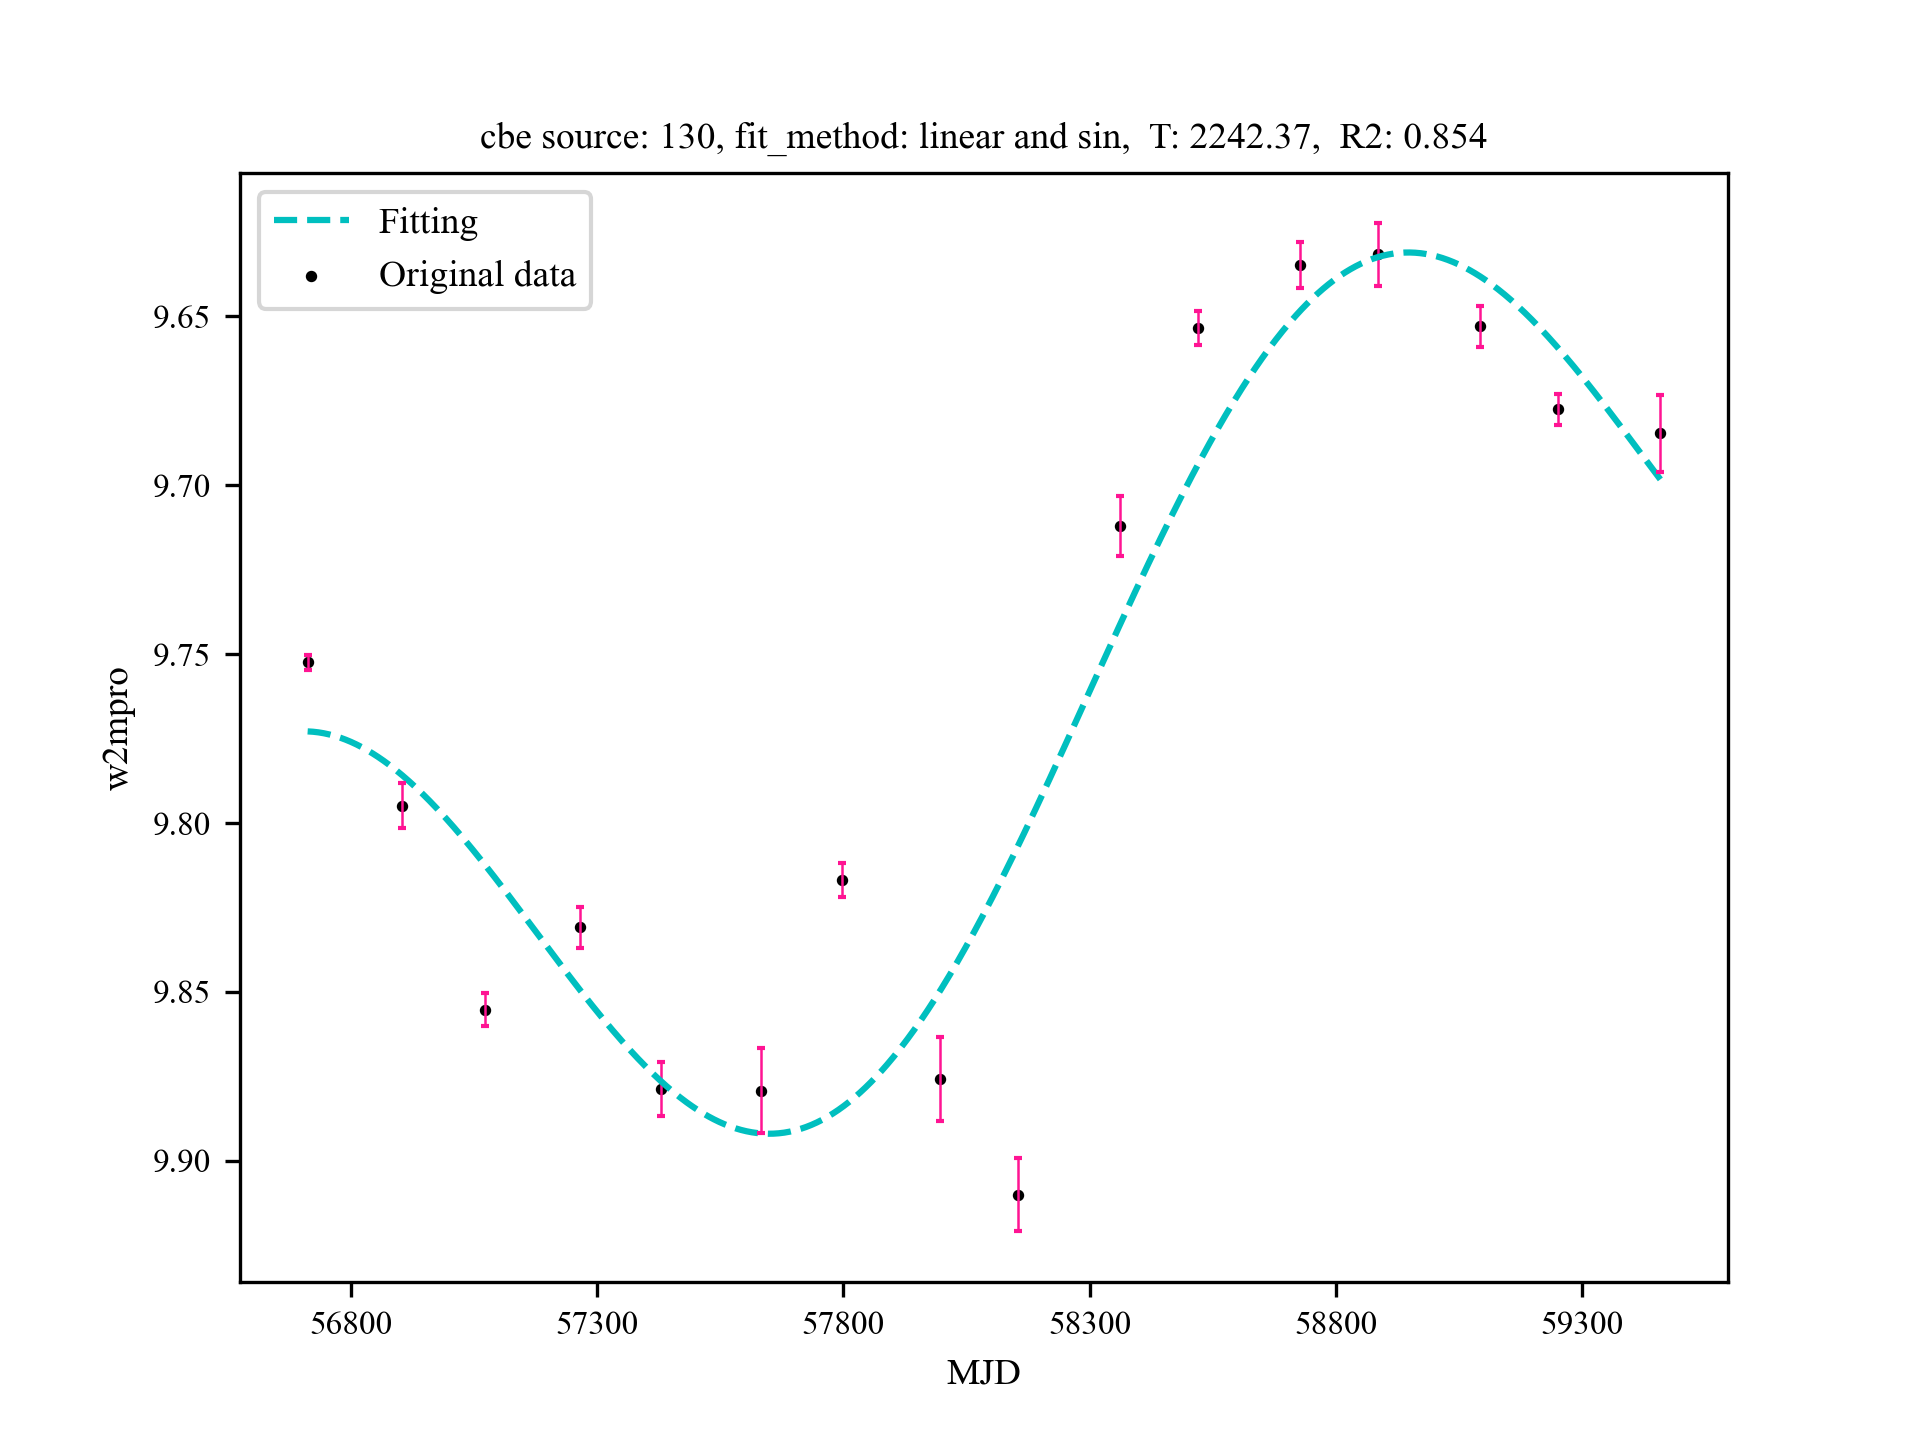 cbe source: 130, fit_method: linear and sin,  T: 2242.37,  R2: 0.854
Fitting
Original data
9.65
9.70
9.75
9.80
9.85
9.90
w2mpro
56800 57300 57800 58300 58800 59300
MJD